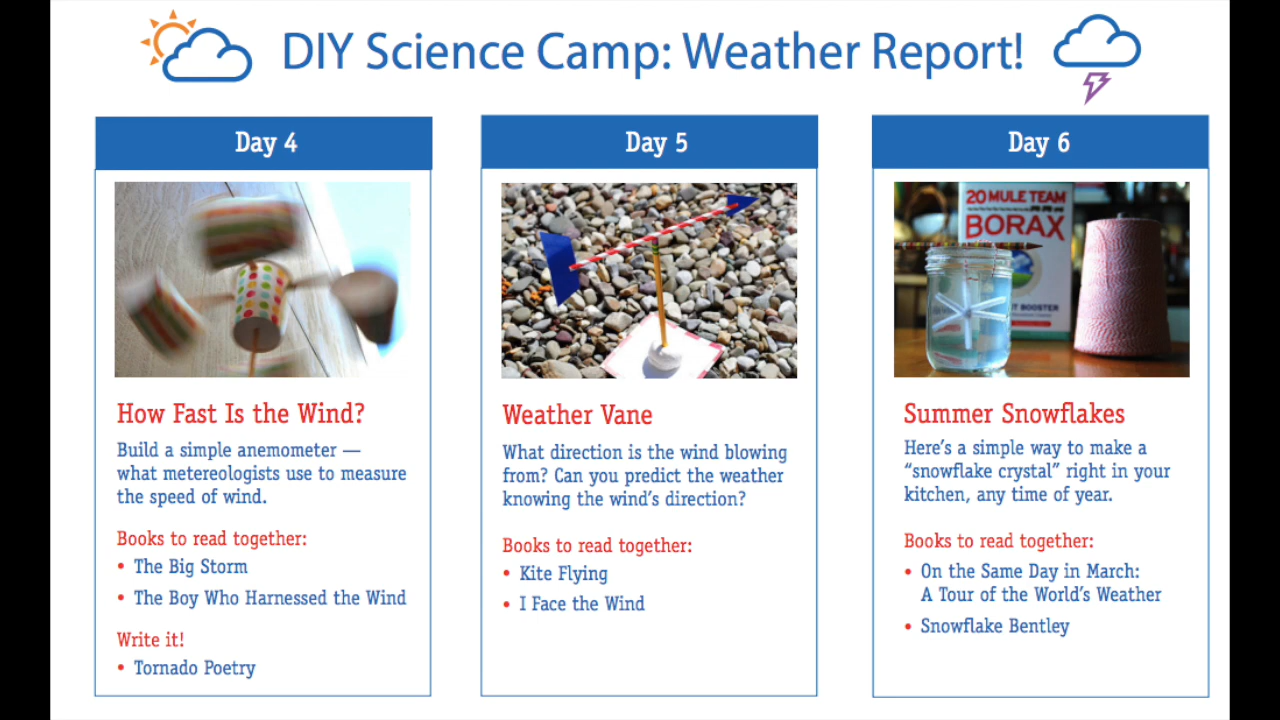 DIY Science Camp: Weather Report!
Day 4
How Fast Is the Wind?
Build a simple anemometer —
what metereologists use to measure
the speed of wind.
Books to read together:
• The Big Storm
• The Boy Who Harnessed the Wind
Write it!
• Tornado Poetry
Day 5
Weather Vane
What direction is the wind blowing
from? Can you predict the weather
knowing the wind's direction?
Books to read together:
• Kite Flying
• I Face the Wind
Day 6
20 MULE TEAM
BORAX
BOOSTER
Summer Snowflakes
Here's a simple way to make a
“snowflake crystal” right in your
kitchen, any time of year.
Books to read together:
• On the Same Day in March:
A Tour of the World's Weather
• Snowflake Bentley